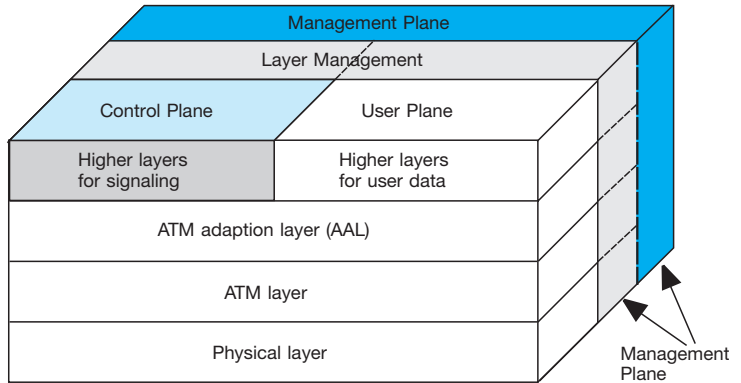 Management Plane
Layer Management
Control Plane
User Plane
Higher layers
for signaling
Higher layers
for user data
ATM adaption layer (AAL)
ATM layer
Physical layer
Management
Plane